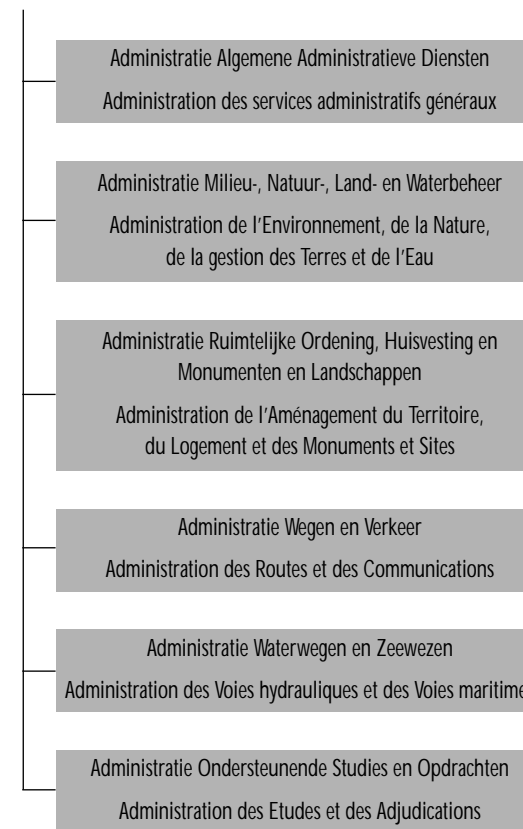 Administratie Algemene Administratieve Diensten
Administration des services administratifs généraux
Administratie Milieu-, Natuur-, Land- en Waterbeheer
Administration de l'Environnement, de la Nature,
de la gestion des Terres et de l'Eau
Administratie Ruimtelijke Ordening, Huisvesting en
Monumenten en Landschappen
Administration de l'Aménagement du Territoire,
du Logement et des Monuments et Sites
Administratie Wegen en Verkeer
Administration des Routes et des Communications
Administratie Waterwegen en Zeewezen
Administration des Voies hydrauliques et des Voies maritime
Administratie Ondersteunende Studies en Opdrachten
Administration des Etudes et des Adjudications